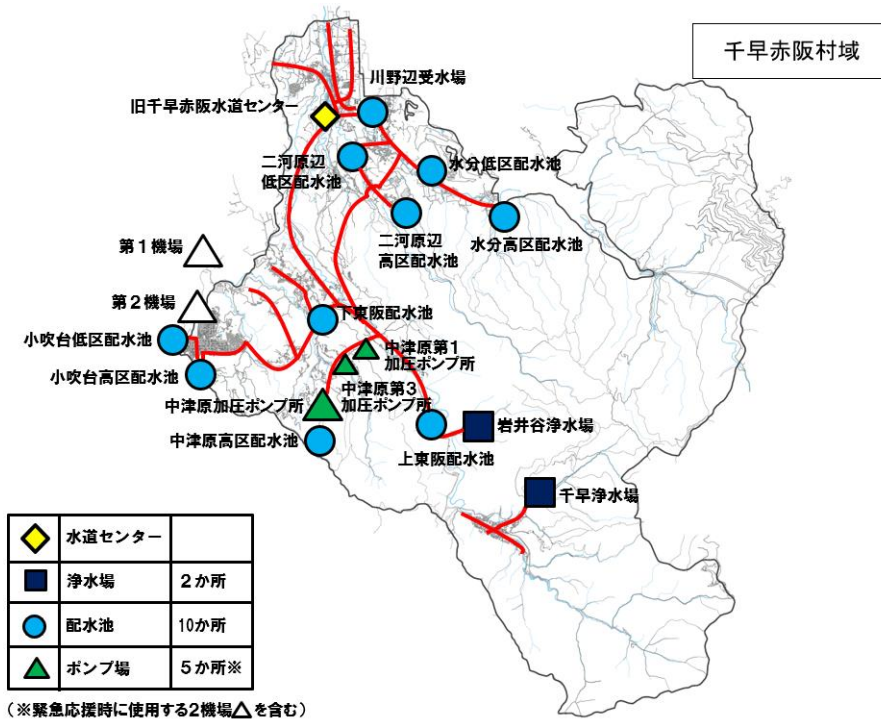 千早赤阪村域
川野辺受水場
旧千早赤阪水道センター
二河原辺
低区配水池
水分低区配水池
二河原辺
高区配水池
水分高区配水池
第1機場
第2機場
下東阪配水池
小吹台低区配水池
中津原第1
加圧ポンプ所
小吹台高区配水池
中津原第3
加圧ポンプ所
中津原加圧ポンプ所
中津原高区配水池
岩井谷浄水場
上東阪配水池
千早浄水場
水道センター
浄水場 2か所
配水池 10か所
ポンプ場 5か所※
(※緊急応援時に使用する2機場△を含む)